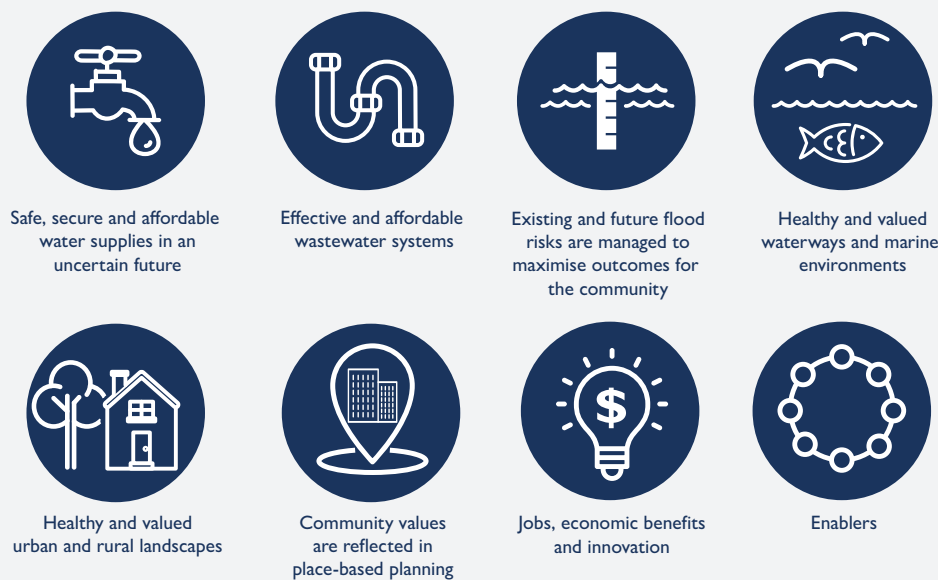 Safe, secure and affordable
water supplies in an
uncertain future
Effective and affordable
wastewater systems
Existing and future flood
risks are managed to
maximise outcomes for
the community
Healthy and valued
waterways and marine
environments
$
Healthy and valued
urban and rural landscapes
Community values
are reflected in
place-based planning
Jobs, economic benefits
and innovation
Enablers